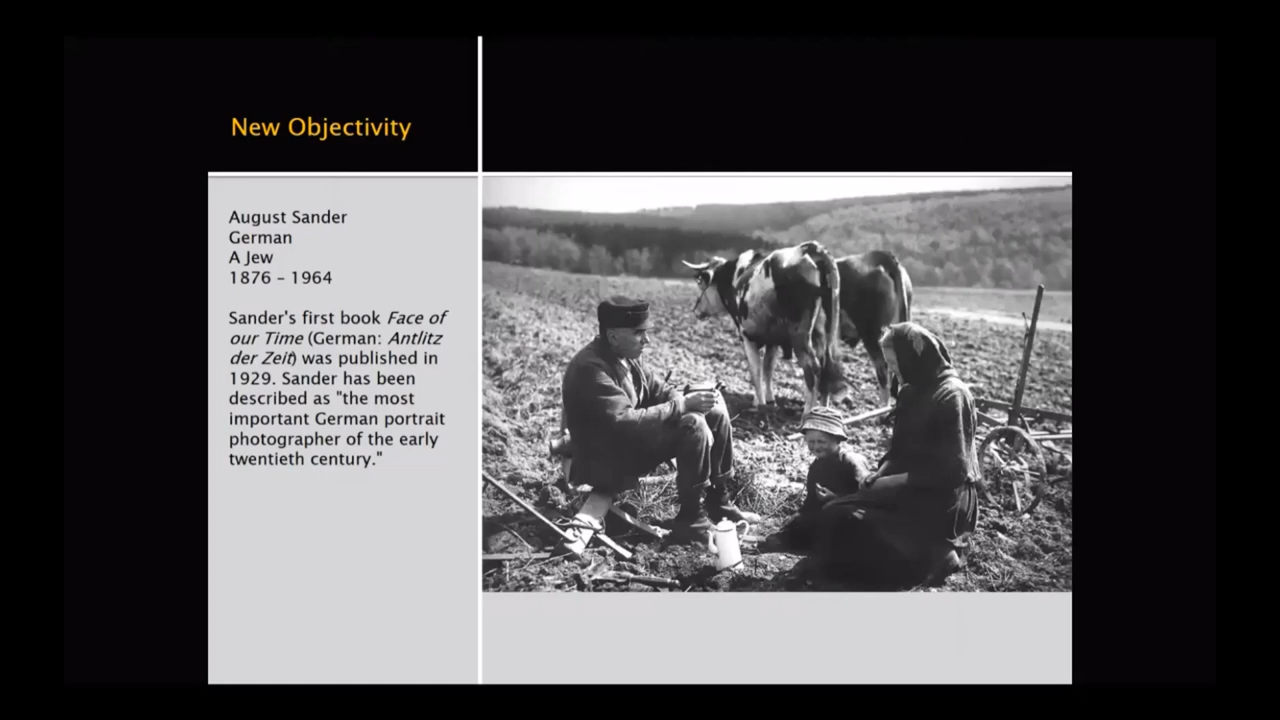 New Objectivity
August Sander
German
A Jew
1876 – 1964
Sander's first book Face of
our Time (German: Antlitz
der Zeit) was published in
1929. Sander has been
described as "the most
important German portrait
photographer of the early
twentieth century."